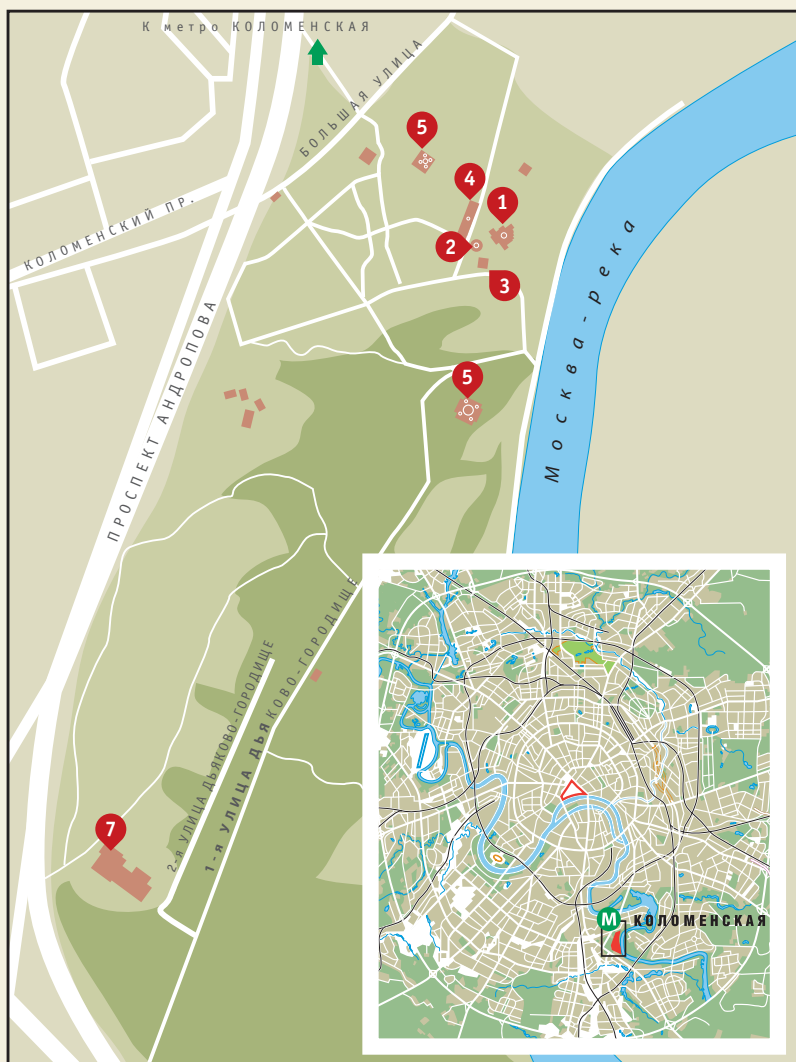 К метро КОЛОМЕНСКАЯ
БОЛЬШАЯ УЛИЦА
5
4
1
КОЛОМЕНСКИЙ ПР.
2
3
Москва-река
ПРОСПЕКТ АНДРОПОВА
5
2-я УЛИЦА ДЬЯКОВО-ГОРОДИЩЕ
1-я УЛИЦА ДЬЯКОВО-ГОРОДИЩЕ
7
М КОЛОМЕНСКАЯ